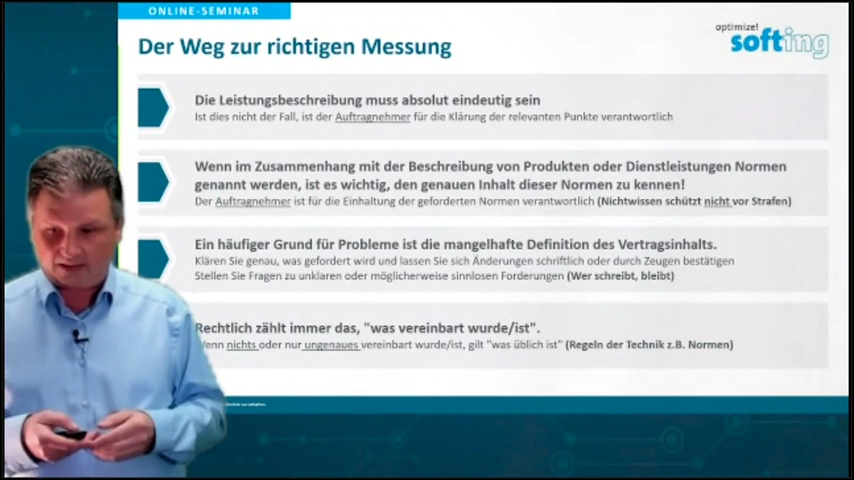 ONLINE-SEMINAR
optimize!
softing
Der Weg zur richtigen Messung
Die Leistungsbeschreibung muss absolut eindeutig sein
Ist dies nicht der Fall, ist der Auftragnehmer für die Klärung der relevanten Punkte verantwortlich
Wenn im Zusammenhang mit der Beschreibung von Produkten oder Dienstleistungen Normen
genannt werden, ist es wichtig, den genauen Inhalt dieser Normen zu kennen!
Der Auftragnehmer ist für die Einhaltung der geforderten Normen verantwortlich (Nichtwissen schützt nicht vor Strafen)
Ein häufiger Grund für Probleme ist die mangelhafte Definition des Vertragsinhalts.
Klären Sie genau, was gefordert wird und lassen Sie sich Änderungen schriftlich oder durch Zeugen bestätigen
Stellen Sie Fragen zu unklaren oder möglicherweise sinnlosen Forderungen (Wer schreibt, bleibt)
Rechtlich zählt immer das, "was vereinbart wurde/ist".
Wenn nichts oder nur ungenaues vereinbart wurde/ist, gilt "was üblich ist" (Regeln der Technik z.B. Normen)